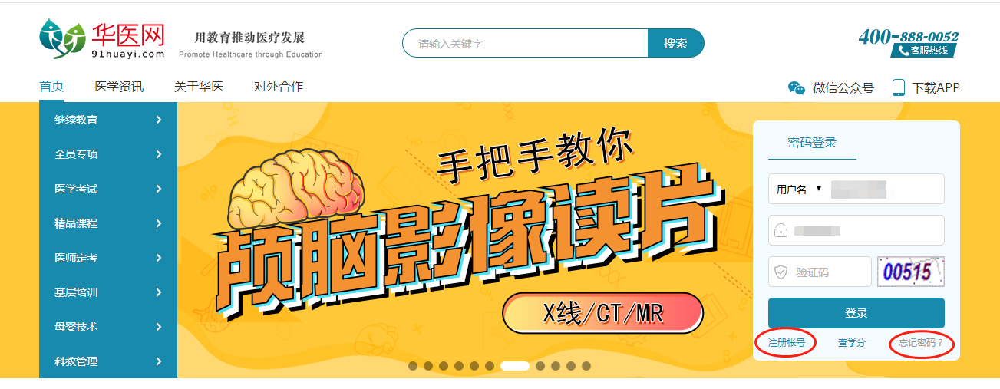 华医网
91huayi.com
用教育推动医疗发展
Promote Healthcare through Education
请输入关键字
搜索
400-888-0052
客服热线
首页
医学资讯
关于华医
对外合作
微信公众号
下载APP
继续教育
全员专项
医学考试
精品课程
医师定考
基层培训
母婴技术
科教管理
手把手教你
颅脑影像读片
X线/CT/MR
密码登录
用户名
验证码
00515
登录
注册帐号
查学分
忘记密码？